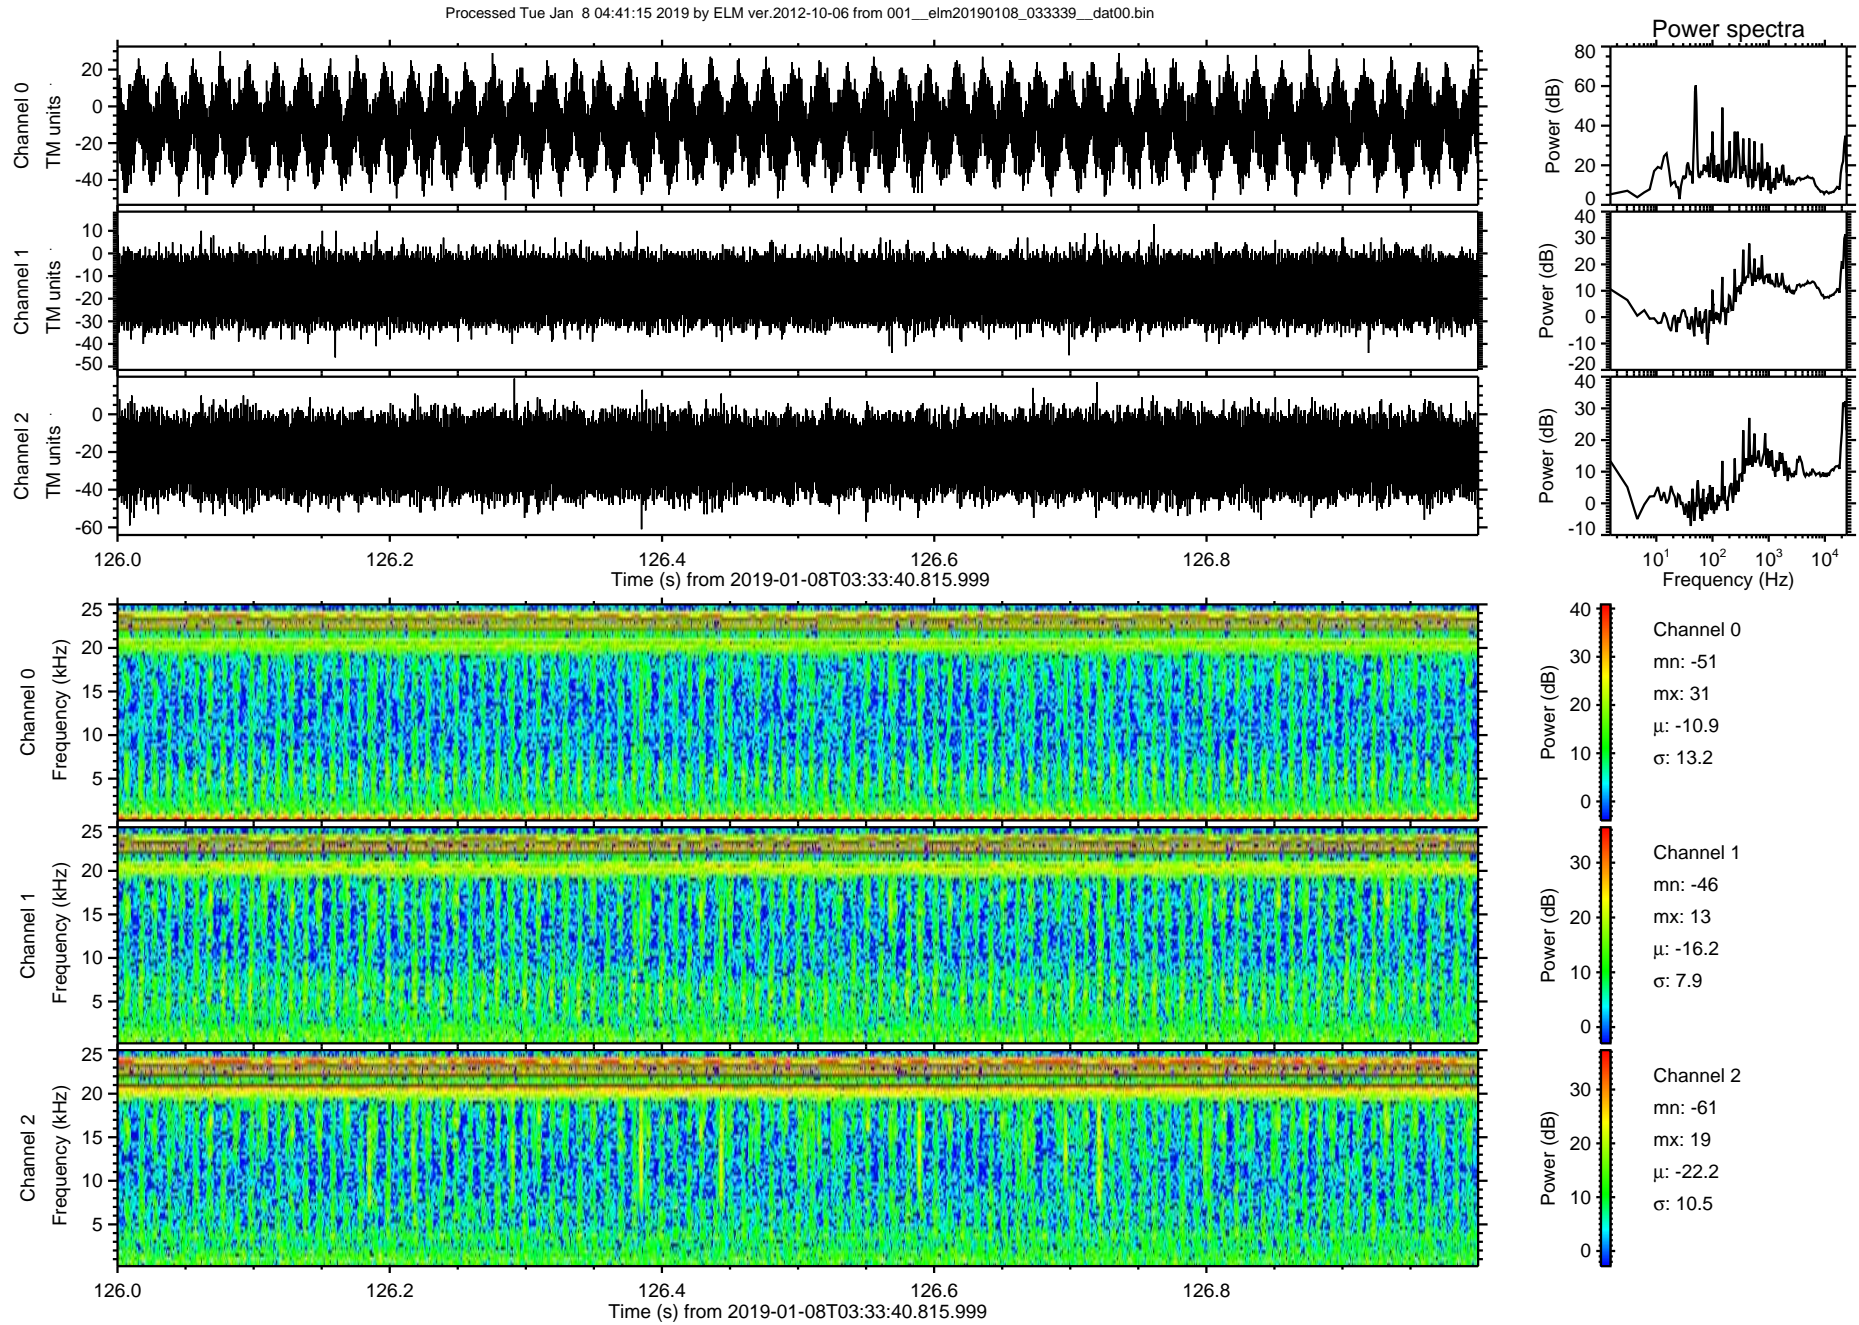 Processed Tue Jan  8 04:41:15 2019 by ELM ver.2012-10-06 from 001__elm20190108_033339__dat00.bin
Power spectra
Channel 0
TM units
20
0
-20
-40
Power (dB)
80
60
40
20
0
Channel 1
TM units
10
0
-10
-20
-30
-40
-50
Power (dB)
40
30
20
10
0
-10
-20
Channel 2
TM units
0
-20
-40
-60
Power (dB)
40
30
20
10
0
-10
126.0 126.2 126.4 126.6 126.8
Time (s) from 2019-01-08T03:33:40.815.999
10^1 10^2 10^3 10^4
Frequency (Hz)
Channel 0
Frequency (kHz)
25
20
15
10
5
Power (dB)
40
30
20
10
0
Channel 0
mn: -51
mx: 31
μ: -10.9
σ: 13.2
Channel 1
Frequency (kHz)
25
20
15
10
5
Power (dB)
30
20
10
0
Channel 1
mn: -46
mx: 13
μ: -16.2
σ: 7.9
Channel 2
Frequency (kHz)
25
20
15
10
5
Power (dB)
30
20
10
0
Channel 2
mn: -61
mx: 19
μ: -22.2
σ: 10.5
126.0 126.2 126.4 126.6 126.8
Time (s) from 2019-01-08T03:33:40.815.999